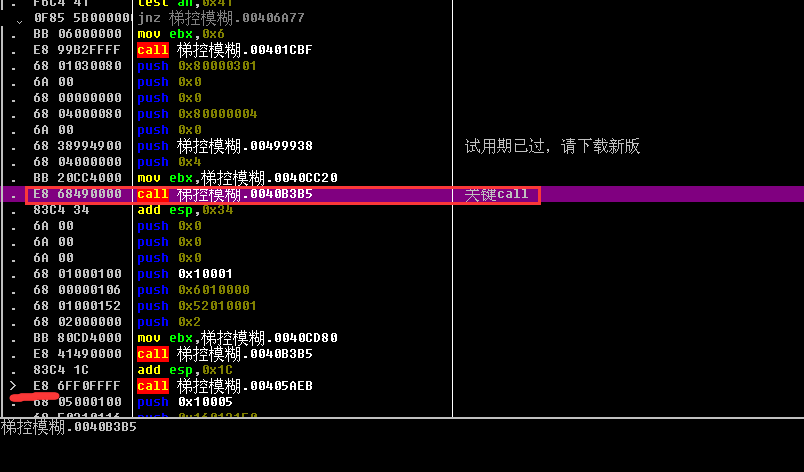 . F6C4 41 test ah,0x41
. 0F85 5B000000 jnz 梯控模糊.00406A77
. BB 06000000 mov ebx,0x6
. E8 99B2FFFF call 梯控模糊.00401CBF
. 68 01030080 push 0x80000301
. 6A 00 push 0x0
. 68 00000000 push 0x0
. 68 04000080 push 0x80000004
. 6A 00 push 0x0
. 68 38994900 push 梯控模糊.00499938 试用期已过，请下载新版
. 68 04000000 push 0x4
. BB 20CC4000 mov ebx,梯控模糊.0040CC20
. E8 68490000 call 梯控模糊.0040B3B5 关键call
. 83C4 34 add esp,0x34
. 6A 00 push 0x0
. 6A 00 push 0x0
. 6A 00 push 0x0
. 68 01000100 push 0x10001
. 68 00000106 push 0x6010000
. 68 01000152 push 0x52010001
. 68 02000000 push 0x2
. BB 80CD4000 mov ebx,梯控模糊.0040CD80
. E8 41490000 call 梯控模糊.0040B3B5
. 83C4 1C add esp,0x1C
> E8 6FF0FFFF call 梯控模糊.00405AEB
. 68 05000100 push 0x10005
梯控模糊.0040B3B5